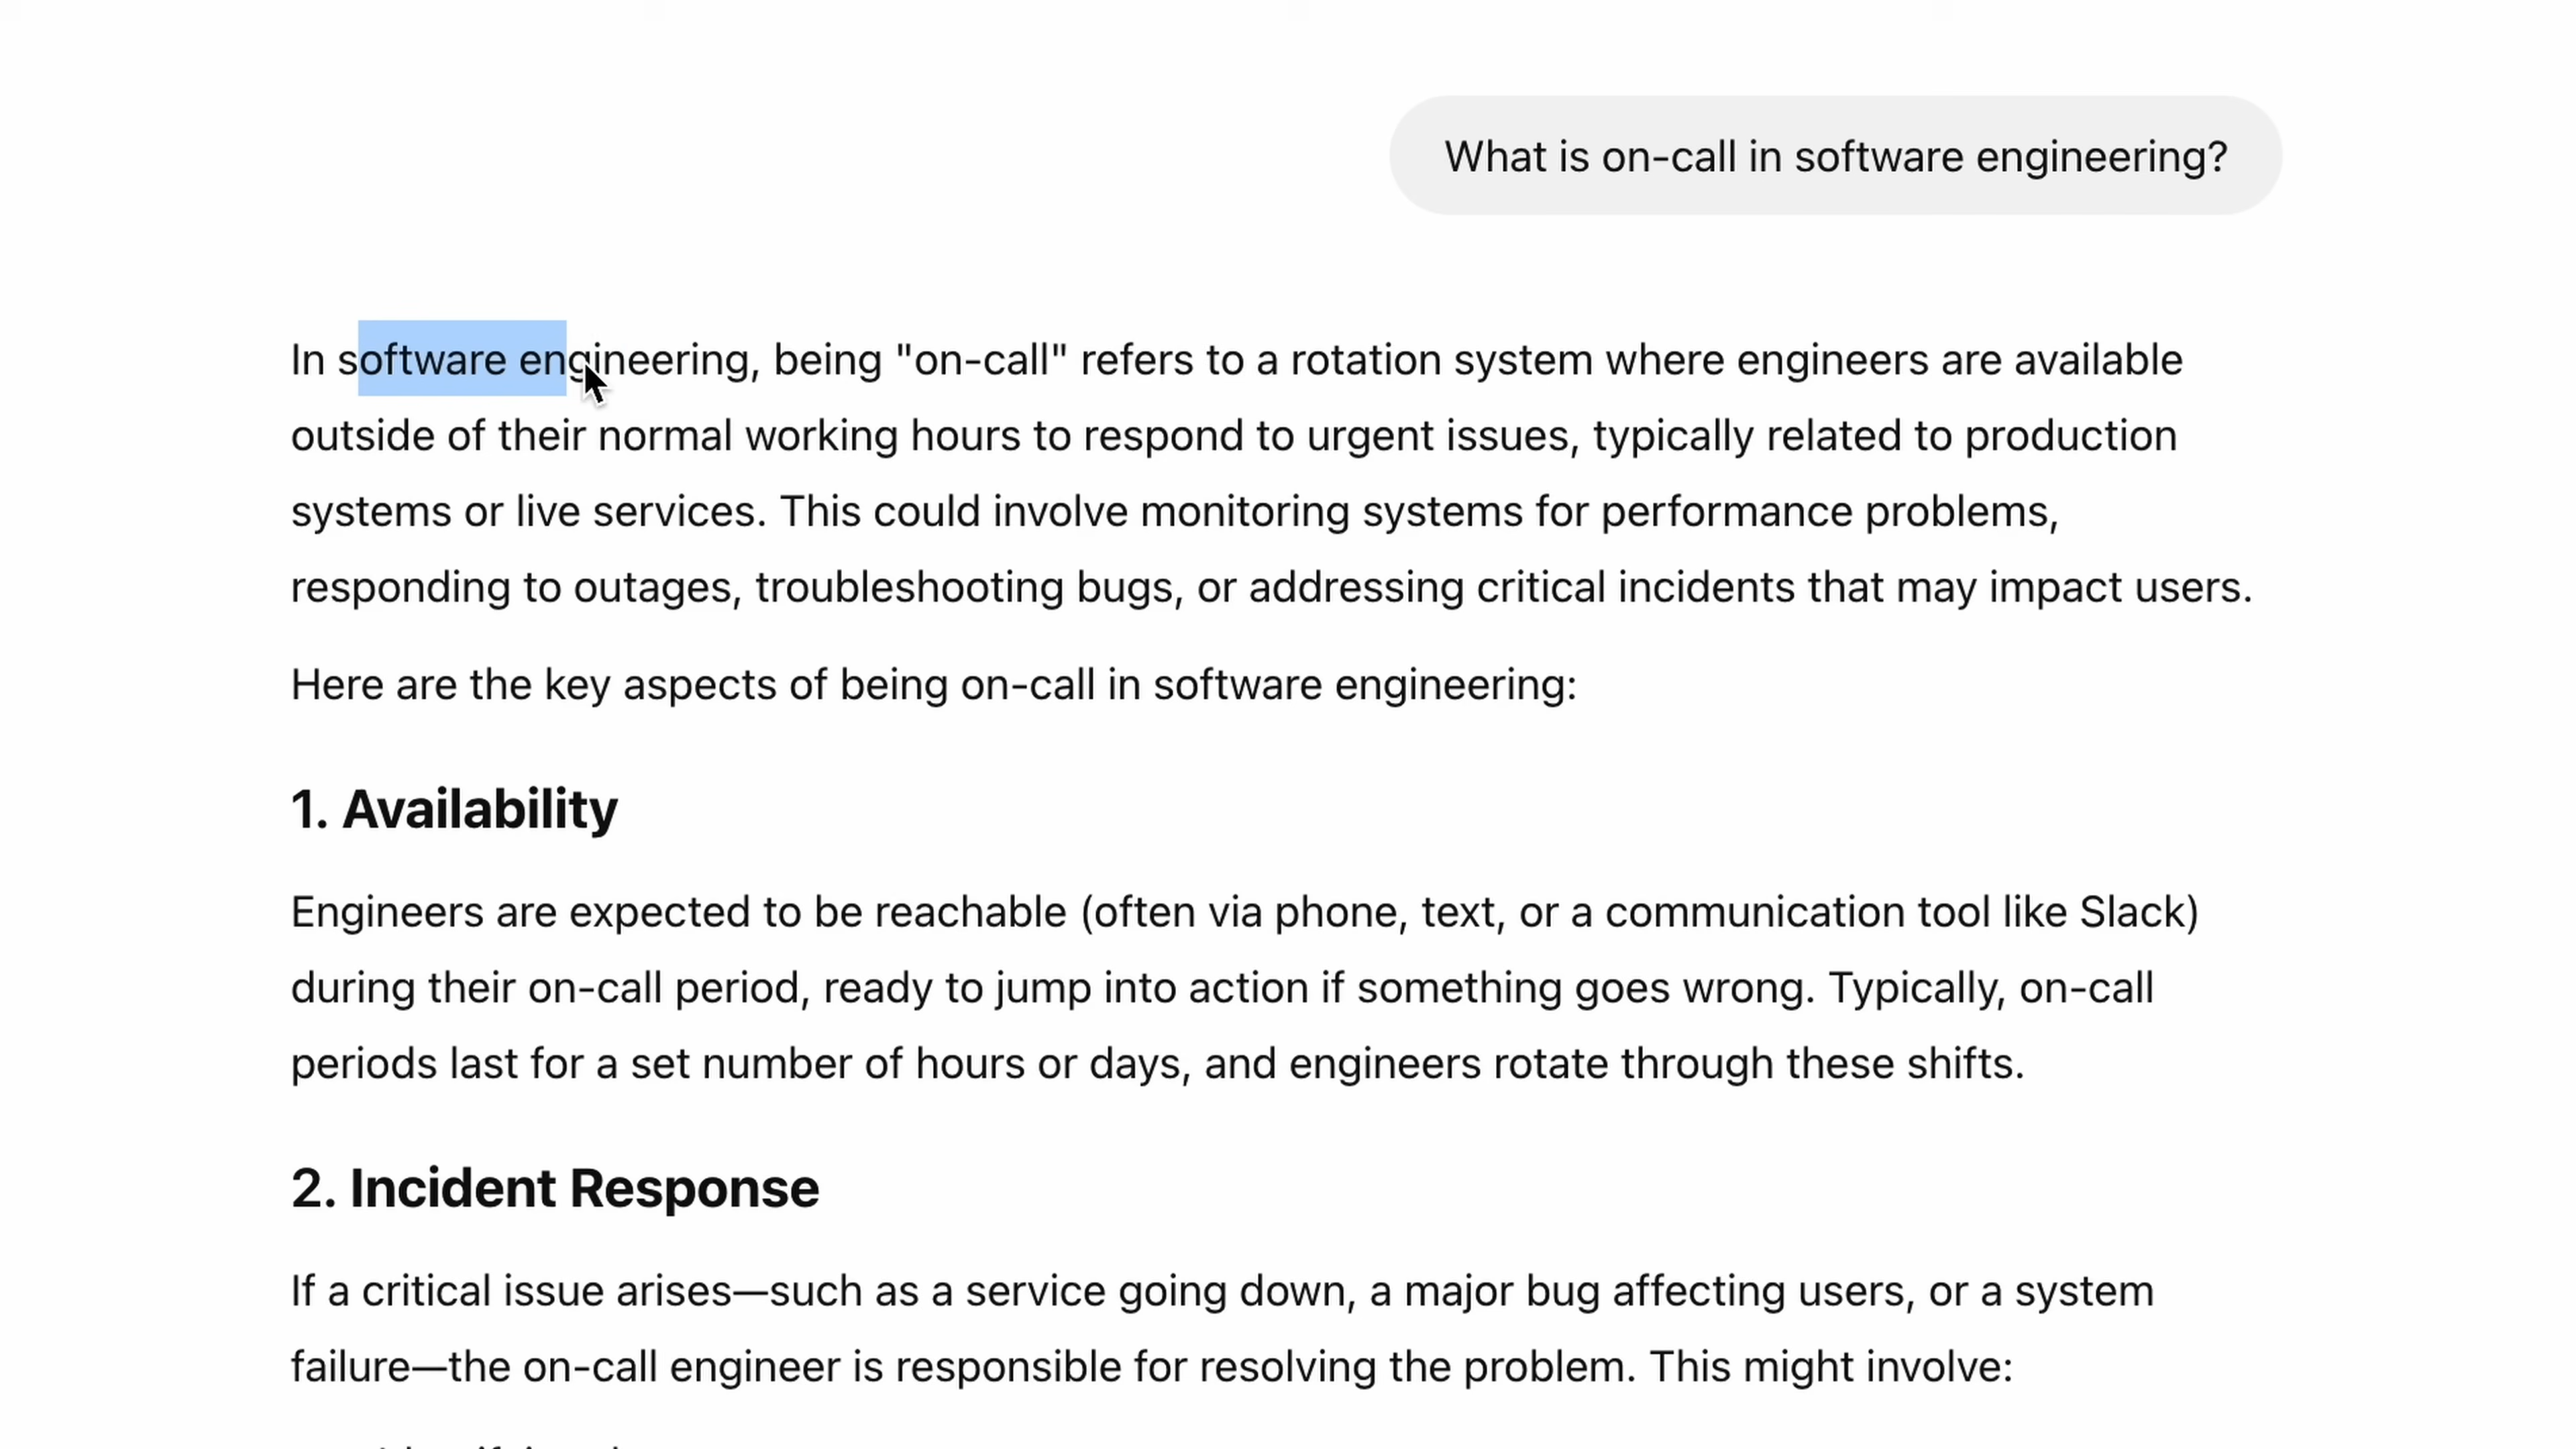 What is on-call in software engineering?
In software engineering, being "on-call" refers to a rotation system where engineers are available
outside of their normal working hours to respond to urgent issues, typically related to production
systems or live services. This could involve monitoring systems for performance problems,
responding to outages, troubleshooting bugs, or addressing critical incidents that may impact users.
Here are the key aspects of being on-call in software engineering:
1. Availability
Engineers are expected to be reachable (often via phone, text, or a communication tool like Slack)
during their on-call period, ready to jump into action if something goes wrong. Typically, on-call
periods last for a set number of hours or days, and engineers rotate through these shifts.
2. Incident Response
If a critical issue arises—such as a service going down, a major bug affecting users, or a system
failure—the on-call engineer is responsible for resolving the problem. This might involve: